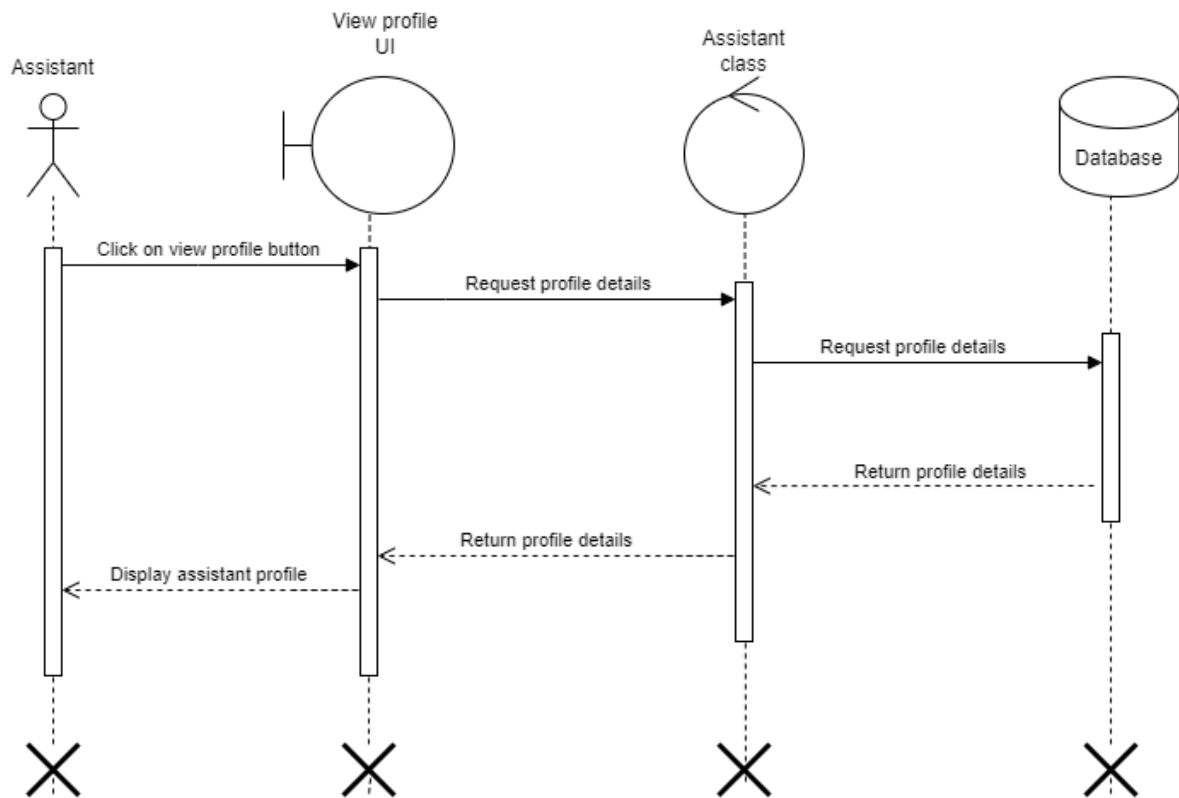 View profile
UI
Assistant
class
Assistant
Database
Click on view profile button
Request profile details
Request profile details
Return profile details
Return profile details
Display assistant profile